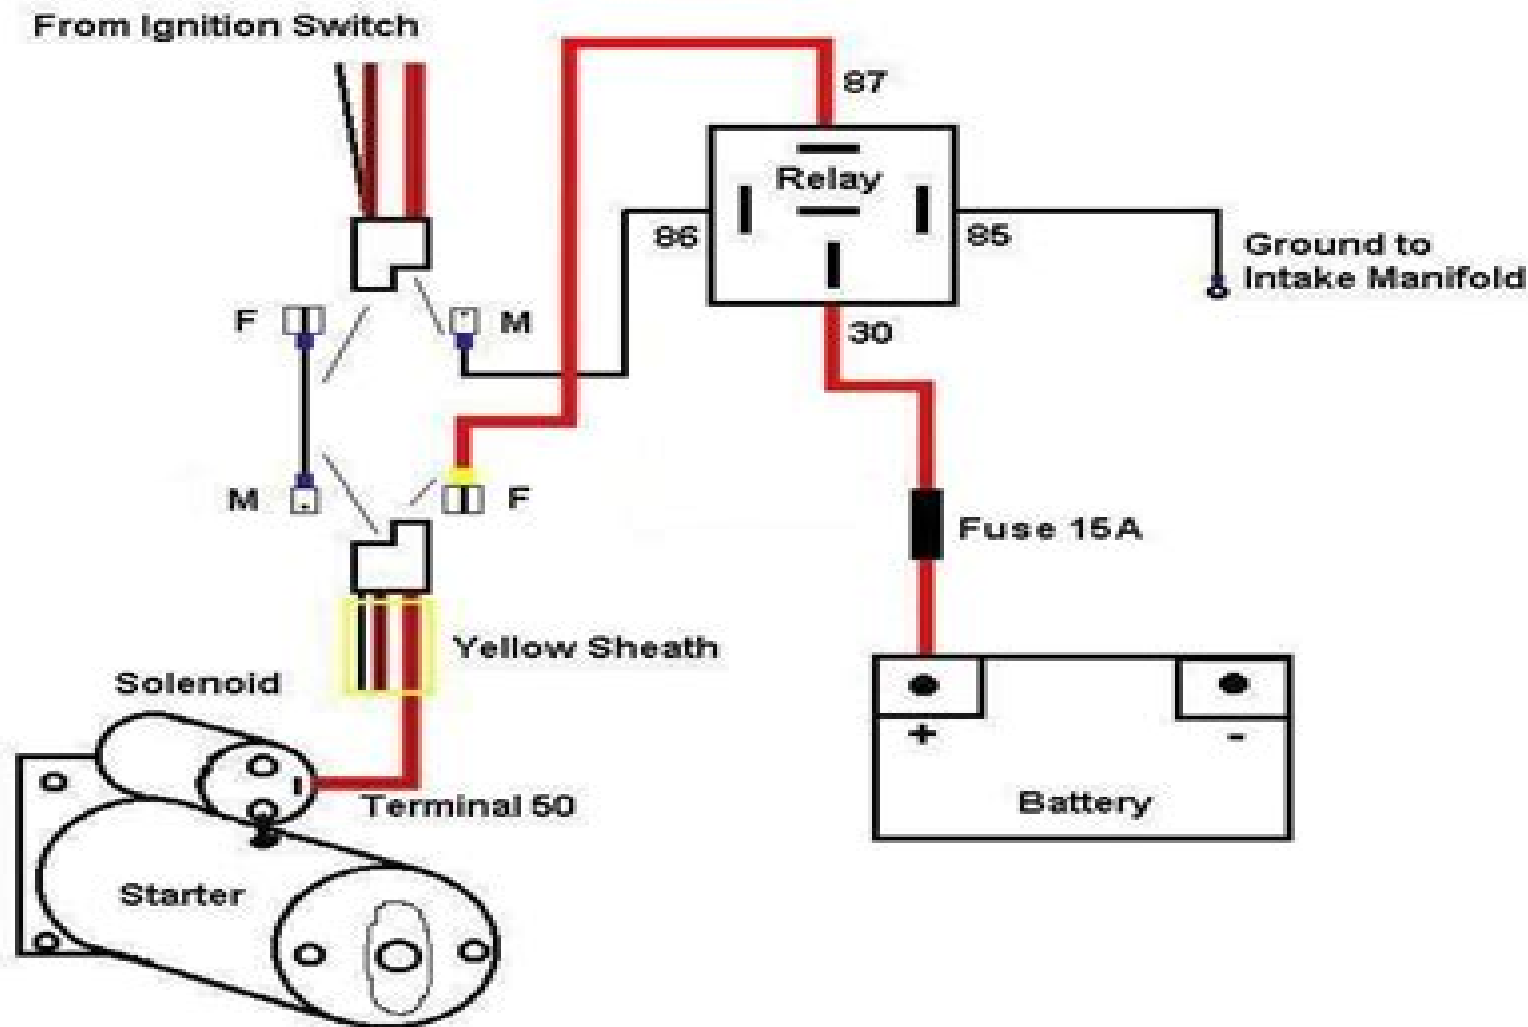 From Ignition Switch
87
Relay
86
85
Ground to
Intake Manifold
F
M
30
M
F
Fuse 15A
Yellow Sheath
Solenoid
+
-
Terminal 50
Battery
Starter